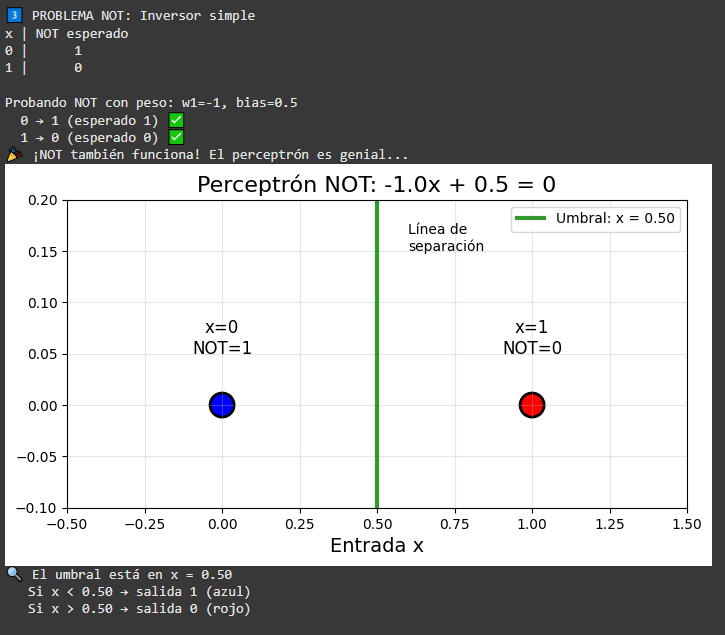 3 PROBLEMA NOT: Inversor simple
x | NOT esperado
0 | 1
1 | 0
Probando NOT con peso: w1=-1, bias=0.5
0 → 1 (esperado 1) ✅
1 → 0 (esperado 0) ✅
🎉 ¡NOT también funciona! El perceptrón es genial...
Perceptrón NOT: -1.0x + 0.5 = 0
0.20
Umbral: x = 0.50
Línea de
separación
0.15
0.10
x=0
NOT=1
x=1
NOT=0
0.05
0.00
−0.05
−0.10
−0.50 −0.25 0.00 0.25 0.50 0.75 1.00 1.25 1.50
Entrada x
🔍 El umbral está en x = 0.50
Si x < 0.50 → salida 1 (azul)
Si x > 0.50 → salida 0 (rojo)